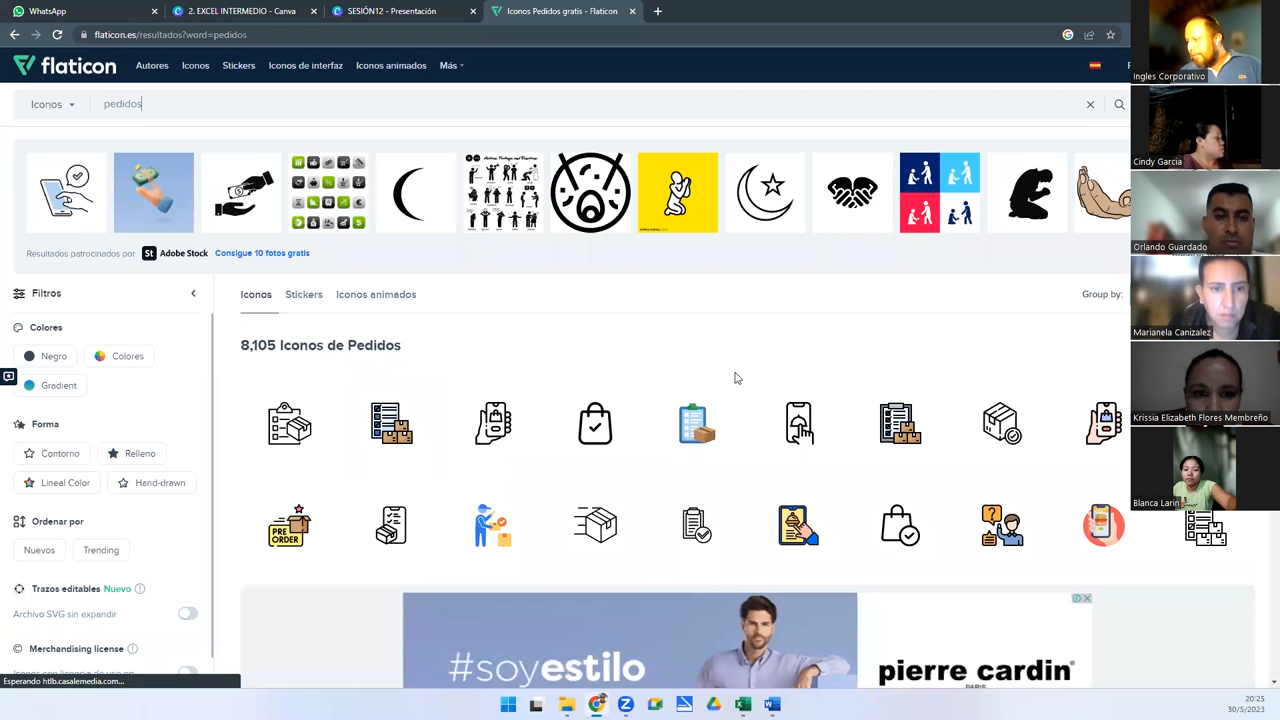 WhatsApp
2. EXCEL INTERMEDIO - Canva
SESIÓN12 - Presentación
Iconos Pedidos gratis - Flaticon
flaticon.es/resultados?word=pedidos
flaticon
Autores
Iconos
Stickers
Iconos de interfaz
Iconos animados
Más
Iconos
pedidos
Resultados patrocinados por
St
Adobe Stock
Consigue 10 fotos gratis
Filtros
Iconos
Stickers
Iconos animados
Group by:
Colores
Negro
Colores
Gradient
8,105 Iconos de Pedidos
Forma
Contorno
Relleno
Lineal Color
Hand-drawn
Ordenar por
Nuevos
Trending
PRE
ORDER
Trazos editables Nuevo
Archivo SVG sin expandir
Merchandising license
#soyestilo
pierre cardin
PARIS
Esperando htlb.casalemedia.com...
Ingles Corporativo
Cindy García
Orlando Guardado
Marianela Canizalez
Krissia Elizabeth Flores Membreño
Blanca Larin
20:25
30/5/2023